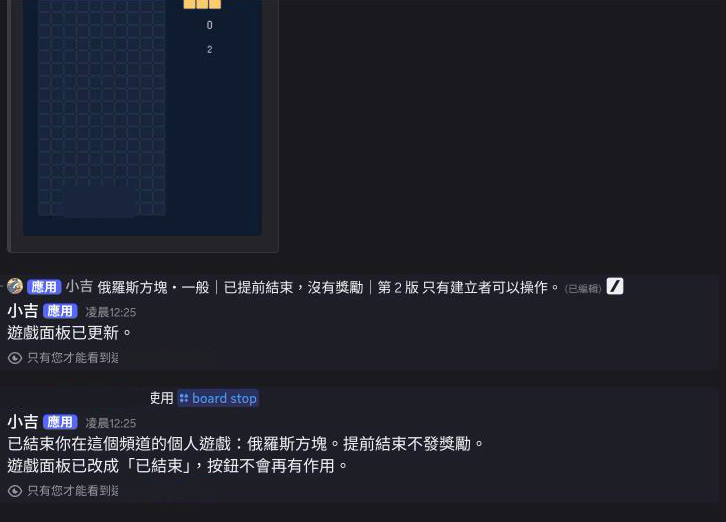 0
2
應用 小吉 俄羅斯方塊・一般｜已提前結束，沒有獎勵｜第 2 版 只有建立者可以操作。(已編輯)
小吉 應用 凌晨12:25
遊戲面板已更新。
只有您才能看到這
使用 board stop
小吉 應用 凌晨12:25
已結束你在這個頻道的個人遊戲：俄羅斯方塊。提前結束不發獎勵。
遊戲面板已改成「已結束」，按鈕不會再有作用。
只有您才能看到這